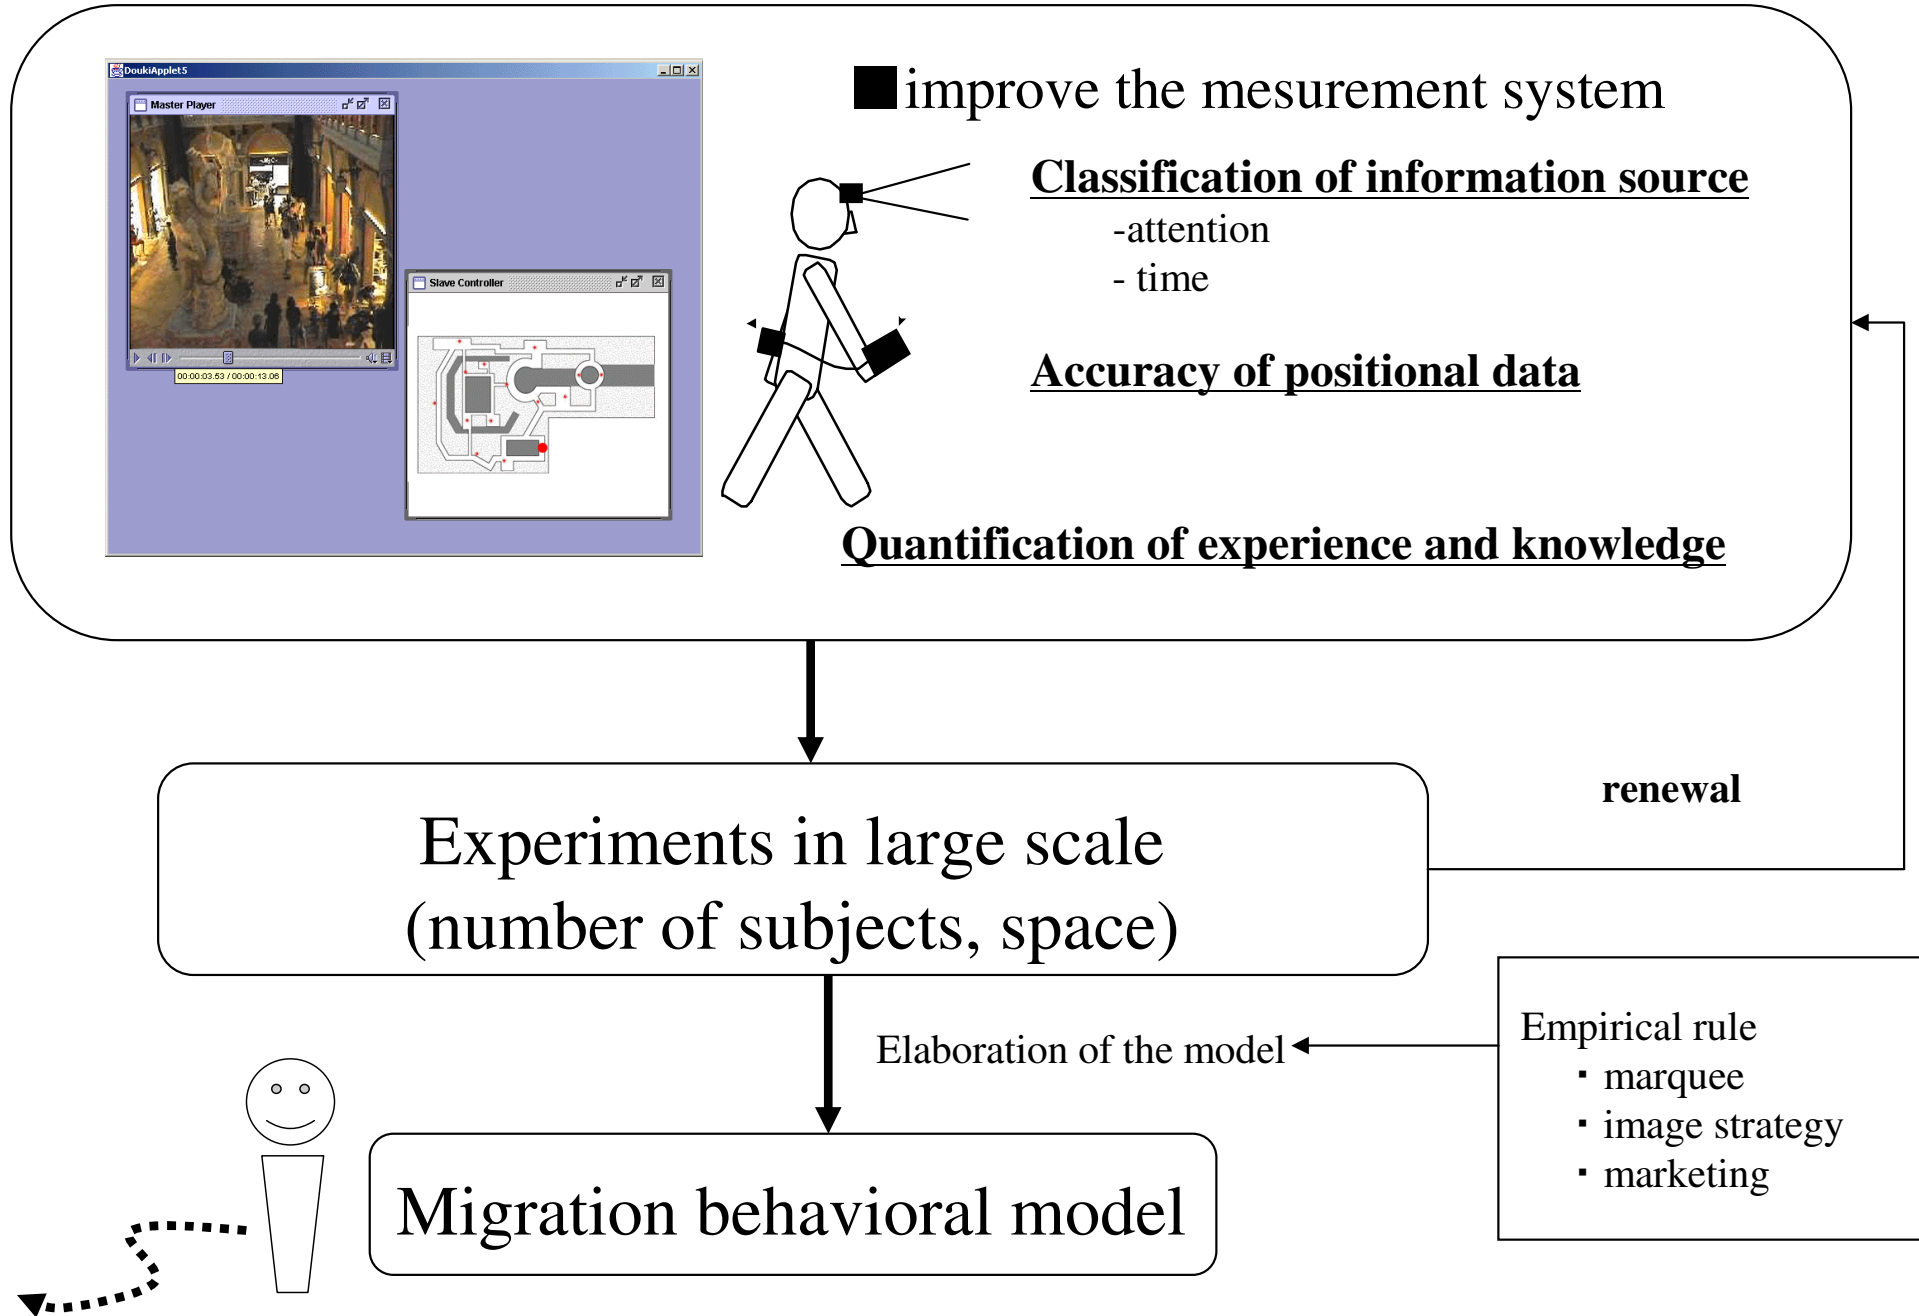 DoukiApplet5
Master Player
00:00:03.53 / 00:00:13.06
Slave Controller
■improve the mesurement system
Classification of information source
-attention
- time
Accuracy of positional data
Quantification of experience and knowledge
Experiments in large scale
(number of subjects, space)
renewal
Elaboration of the model
Empirical rule
・marquee
・image strategy
・marketing
Migration behavioral model